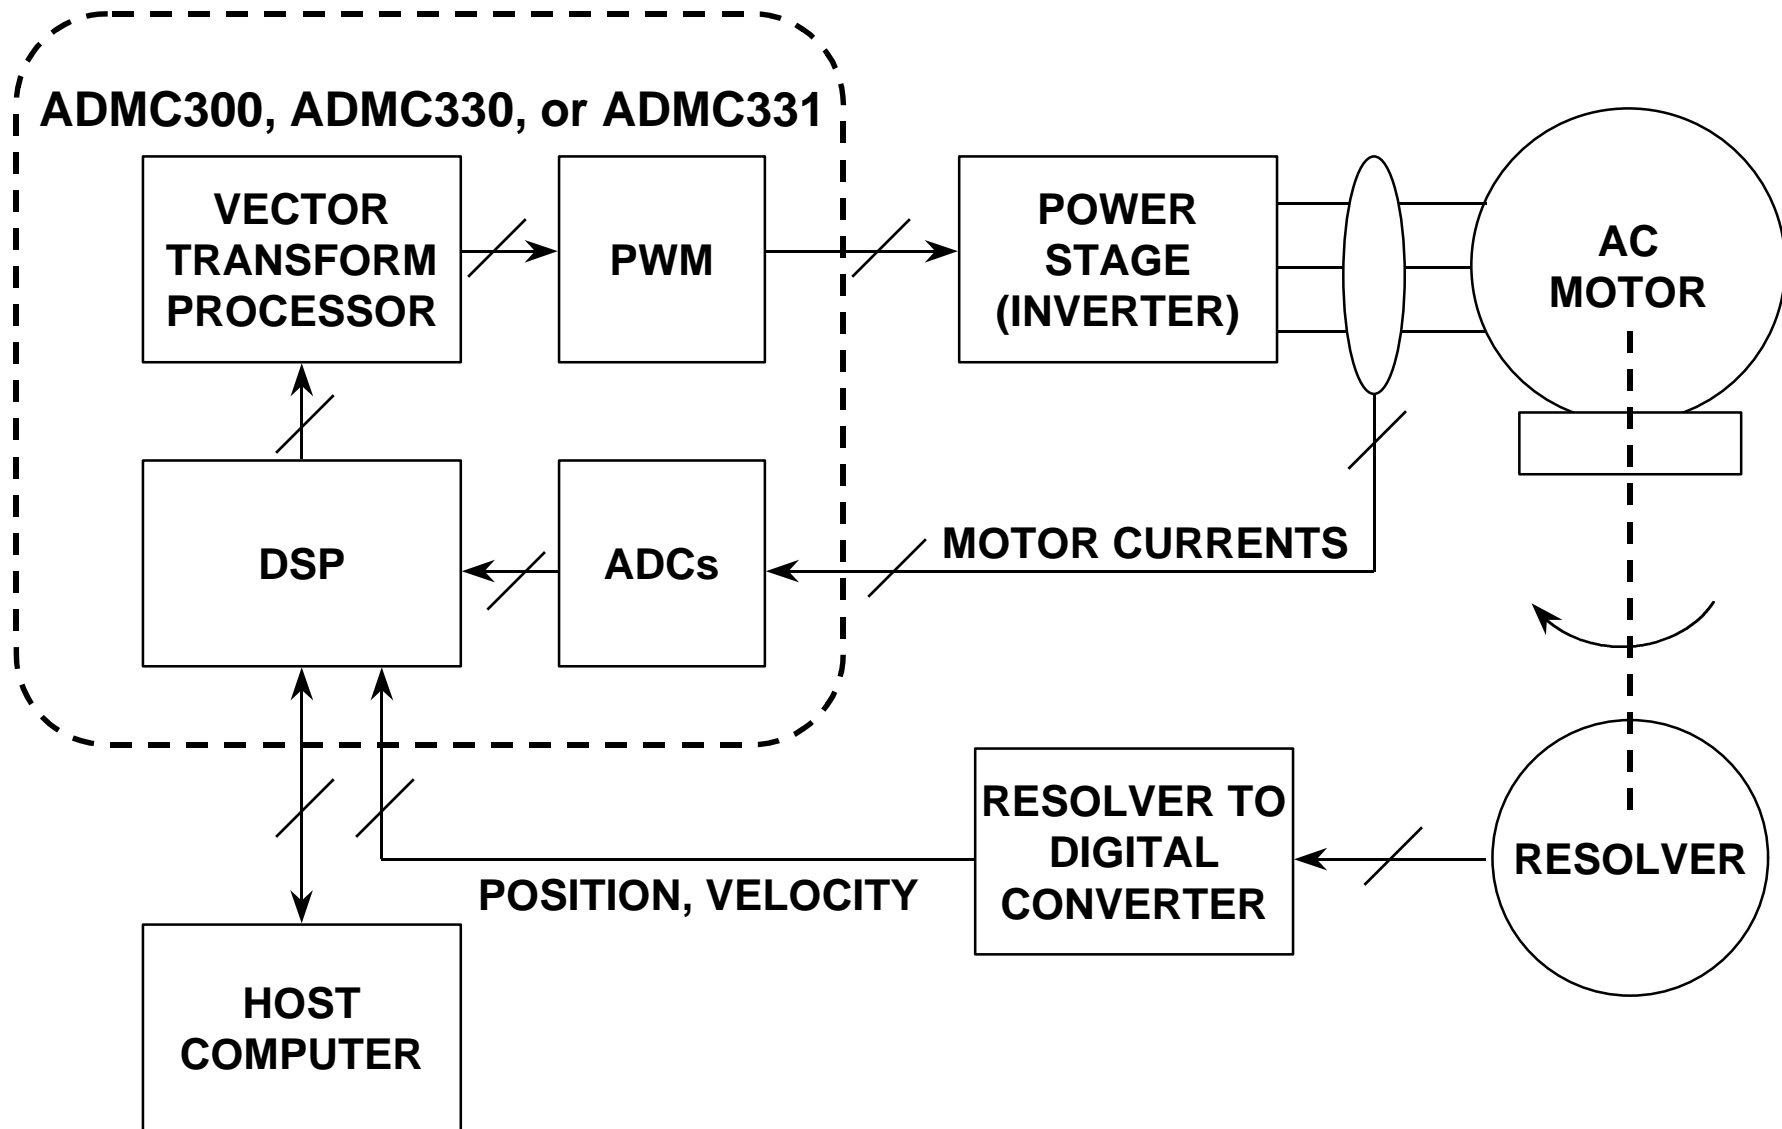 ADMC300, ADMC330, or ADMC331
VECTOR
TRANSFORM
PROCESSOR
PWM
POWER
STAGE
(INVERTER)
AC
MOTOR
DSP
ADCs
MOTOR CURRENTS
RESOLVER TO
DIGITAL
CONVERTER
RESOLVER
POSITION, VELOCITY
HOST
COMPUTER